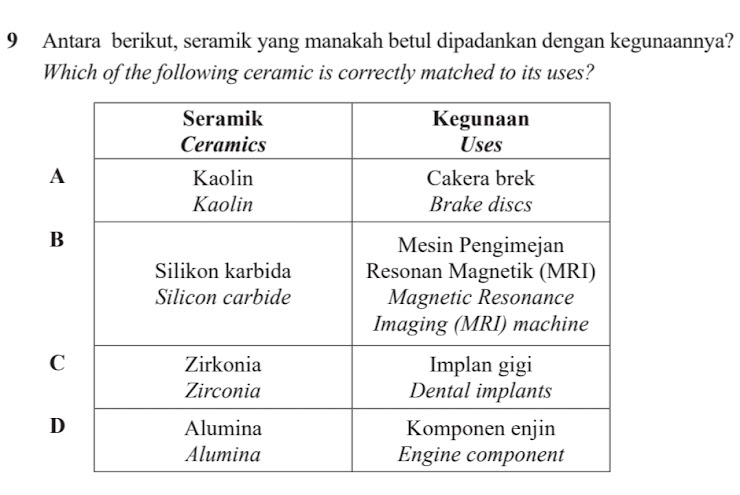 9 Antara berikut, seramik yang manakah betul dipadankan dengan kegunaannya?
Which of the following ceramic is correctly matched to its uses?
Seramik Kegunaan
Ceramics Uses
A Kaolin Cakera brek
Kaolin Brake discs
B Mesin Pengimejan
Silikon karbida Resonan Magnetik (MRI)
Silicon carbide Magnetic Resonance
Imaging (MRI) machine
C Zirkonia Implan gigi
Zirconia Dental implants
D Alumina Komponen enjin
Alumina Engine component